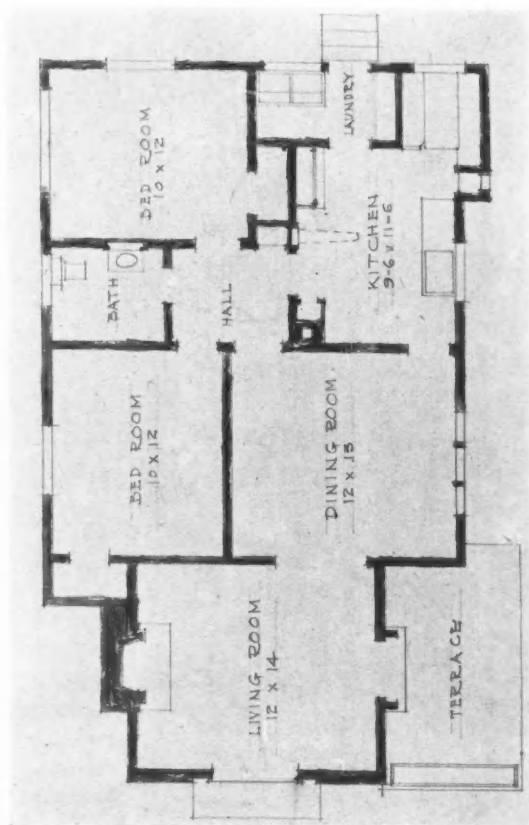 BED ROOM
10 x 12
LAUNDRY
BATH
HALL
KITCHEN
9-6 x 11-6
BED ROOM
10 x 12
DINING ROOM
12 x 13
LIVING ROOM
12 x 14
TERRACE